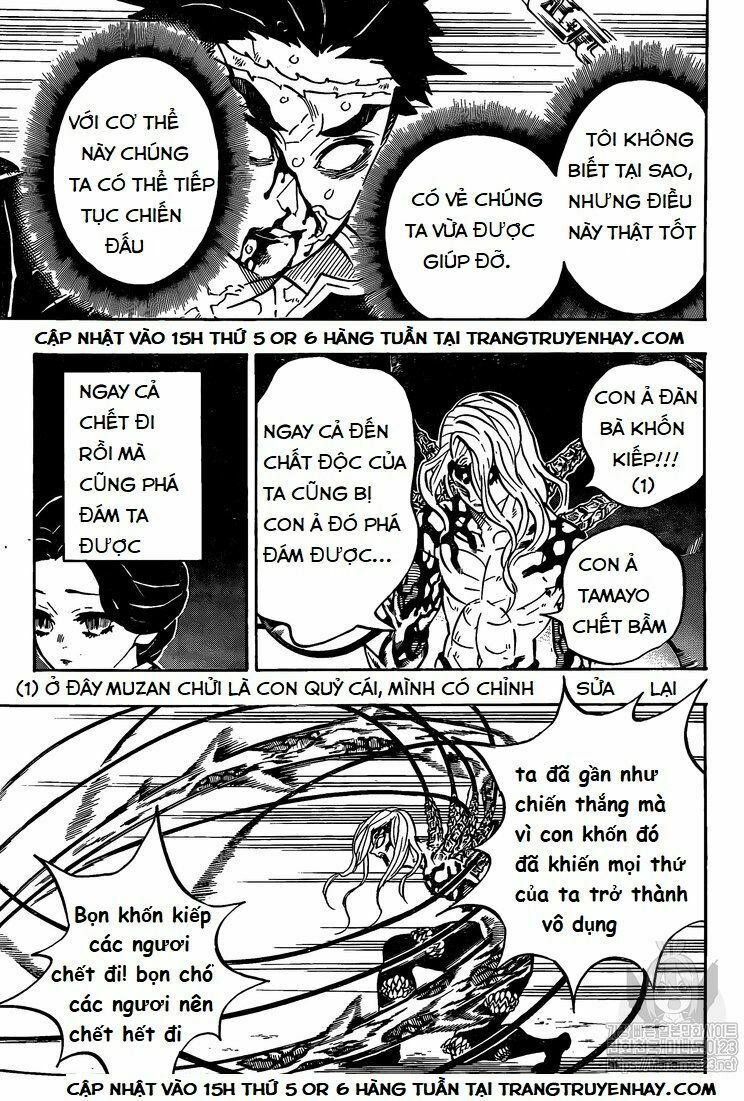 TÔI KHÔNG
BIẾT TẠI SAO,
NHƯNG ĐIỀU
NÀY THẬT TỐT
CÓ VẺ CHÚNG
TA VỪA ĐƯỢC
GIÚP ĐỠ.
VỚI CƠ THỂ
NÀY CHÚNG
TA CÓ THỂ TIẾP
TỤC CHIẾN
ĐẤU
CẬP NHẬT VÀO 15H THỨ 5 OR 6 HÀNG TUẦN TẠI TRANGTRUYENHAY.COM
CON Ả ĐÀN
BÀ KHỐN
KIẾP!!!
(1)
CON Ả
TAMAYO
CHẾT BẦM
NGAY CẢ ĐẾN
CHẤT ĐỘC CỦA
TA CŨNG BỊ
CON Ả ĐÓ PHÁ
ĐÁM ĐƯỢC...
NGAY CẢ
CHẾT ĐI
RỒI MÀ
CŨNG PHÁ
ĐÁM TA
ĐƯỢC
(1) Ở ĐÂY MUZAN CHỬI LÀ CON QUỶ CÁI, MÌNH CÓ CHỈNH SỬA LẠI
ta đã gần như
chiến thắng mà
vì con khốn đó
đã khiến mọi thứ
của ta trở thành
vô dụng
Bọn khốn kiếp
các ngươi
chết đi! bọn chó
các ngươi nên
chết hết đi
CẬP NHẬT VÀO 15H THỨ 5 OR 6 HÀNG TUẦN TẠI TRANGTRUYENHAY.COM